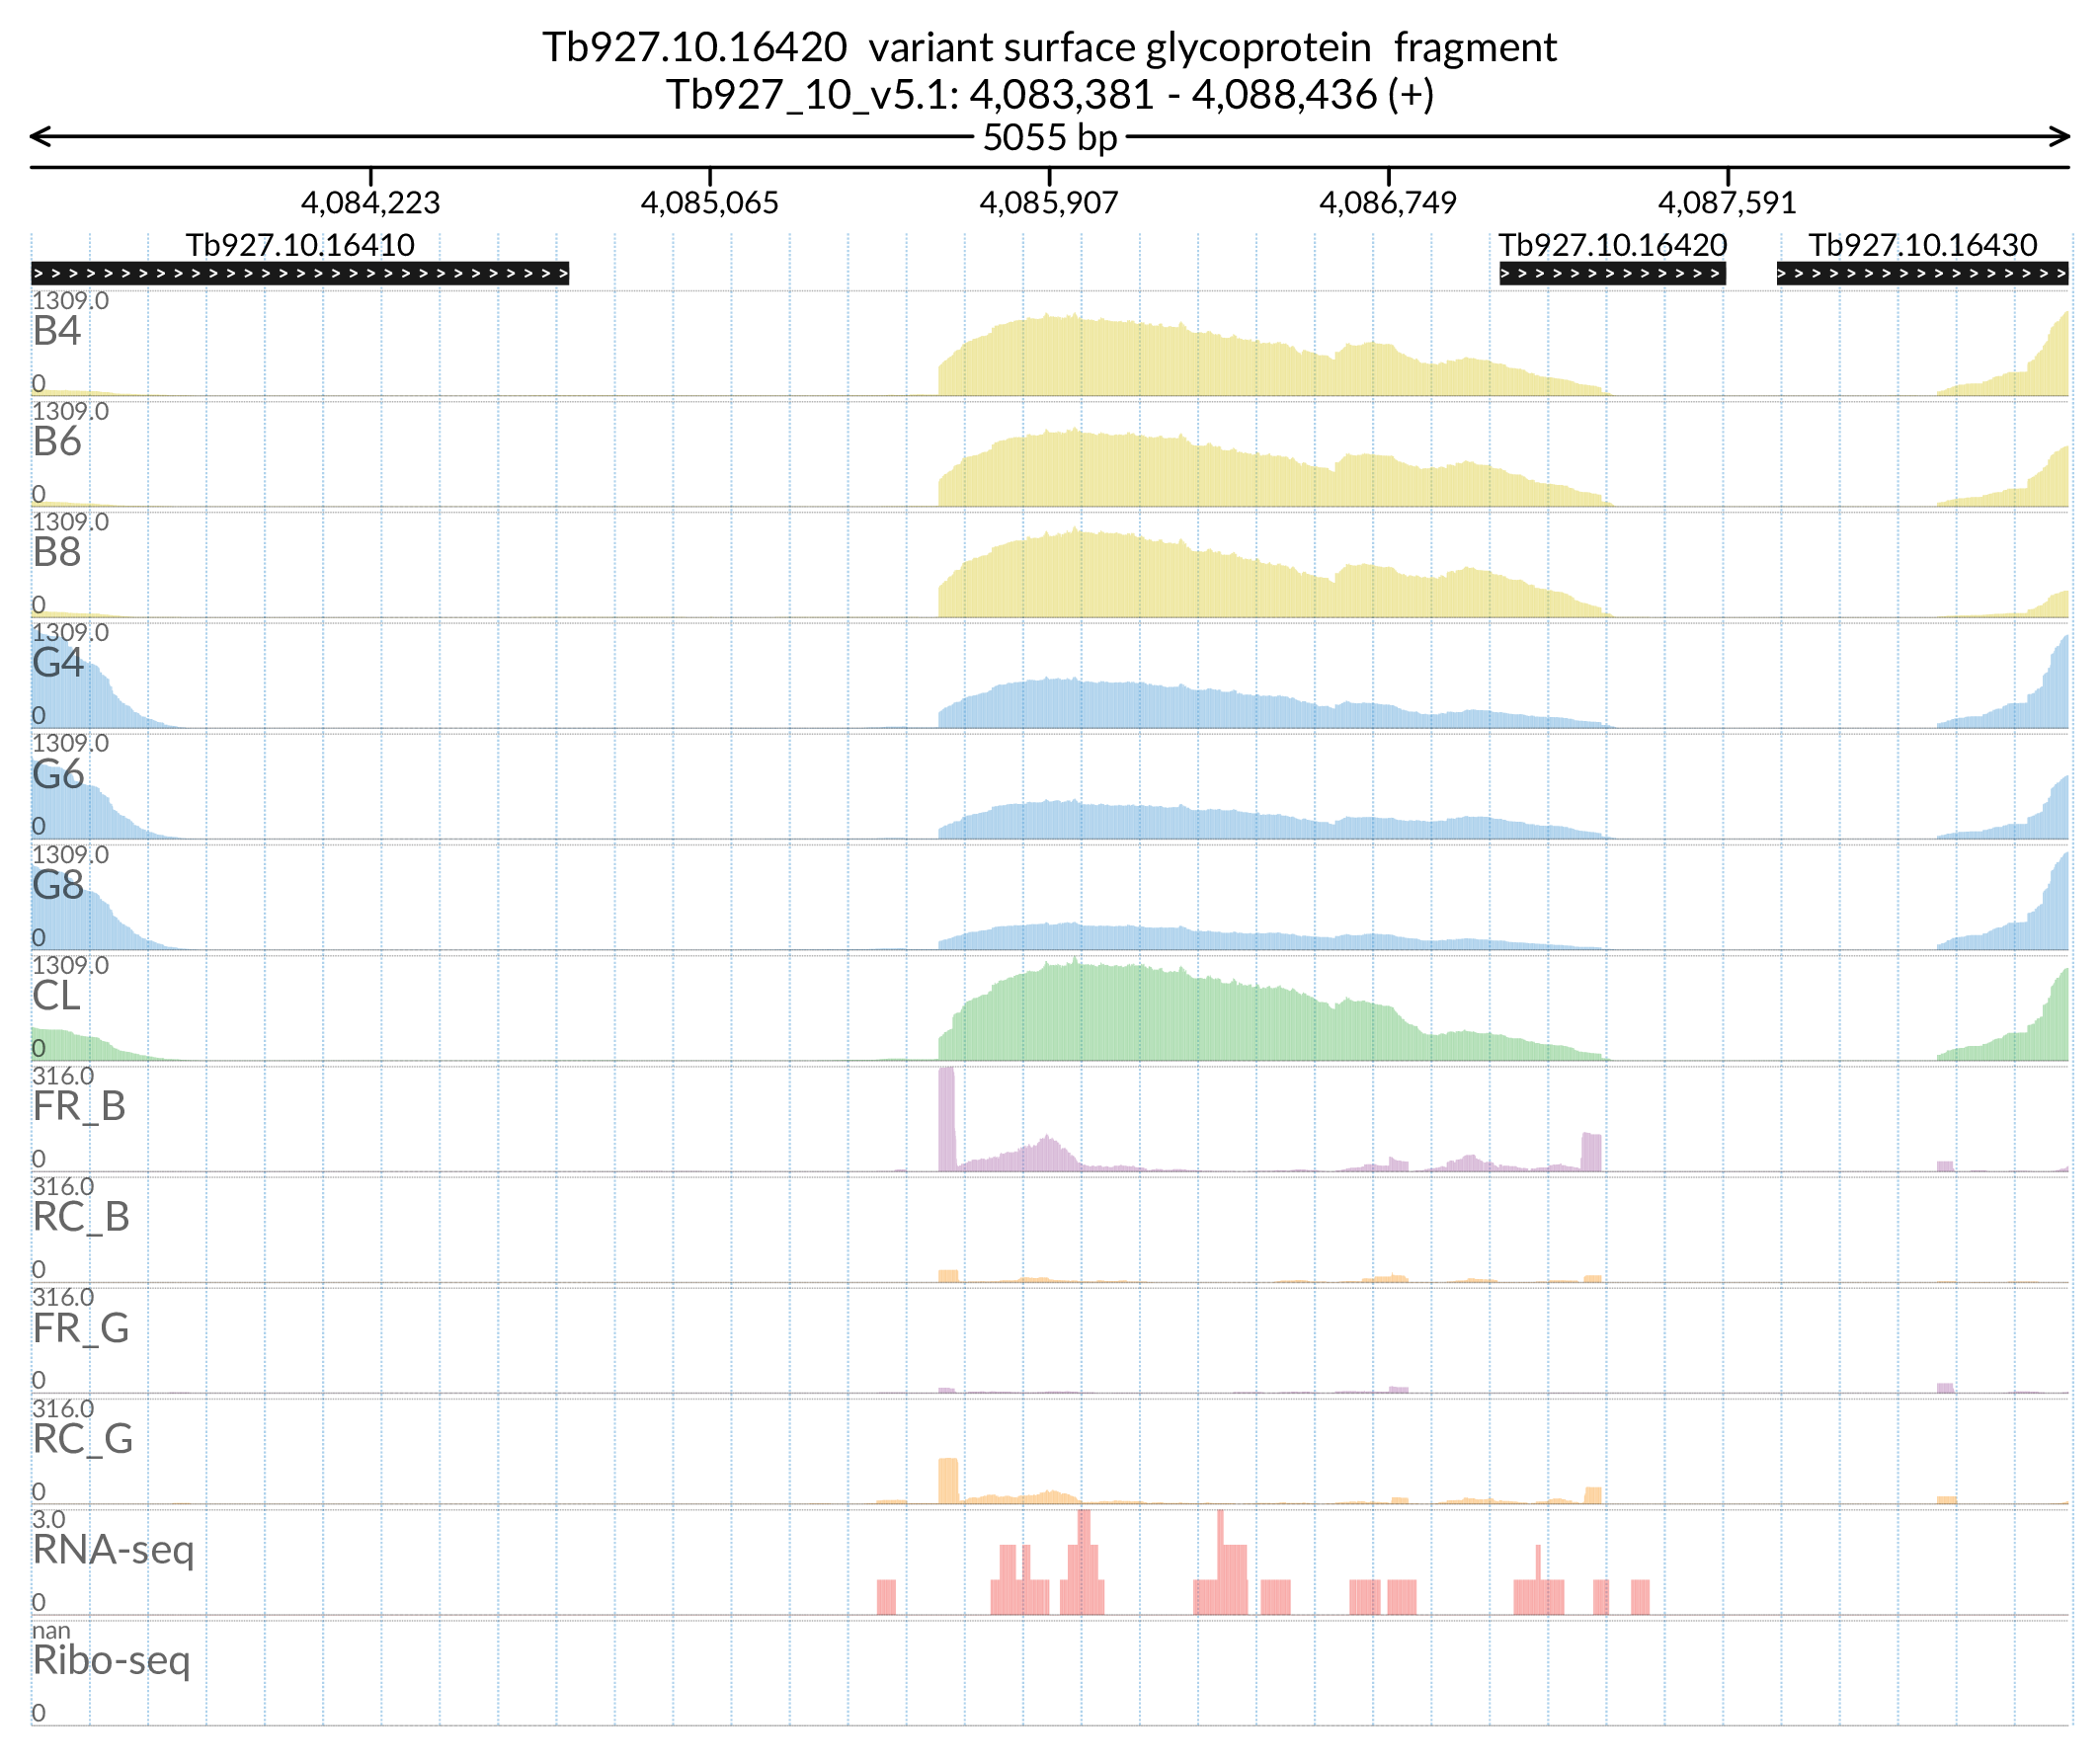 Tb927.10.16420 variant surface glycoprotein fragment
Tb927_10_v5.1: 4,083,381 - 4,088,436 (+)
5055 bp
4,084,223 4,085,065 4,085,907 4,086,749 4,087,591
Tb927.10.16410 Tb927.10.16420 Tb927.10.16430
1309.0
B4
0
1309.0
B6
0
1309.0
B8
0
1309.0
G4
0
1309.0
G6
0
1309.0
G8
0
1309.0
CL
0
316.0
FR_B
0
316.0
RC_B
0
316.0
FR_G
0
316.0
RC_G
0
3.0
RNA-seq
0
nan
Ribo-seq
0